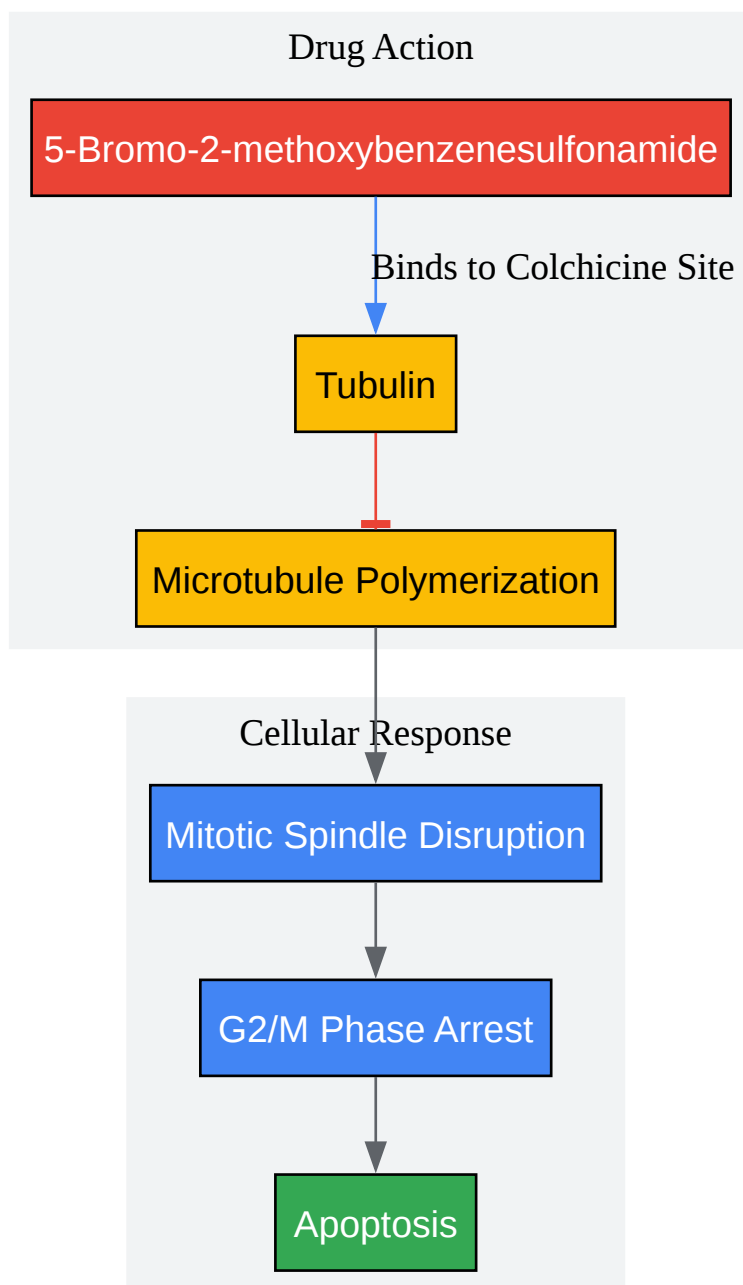 Drug Action
5-Bromo-2-methoxybenzenesulfonamide
Binds to Colchicine Site
Tubulin
Microtubule Polymerization
Cellular Response
Mitotic Spindle Disruption
G2/M Phase Arrest
Apoptosis